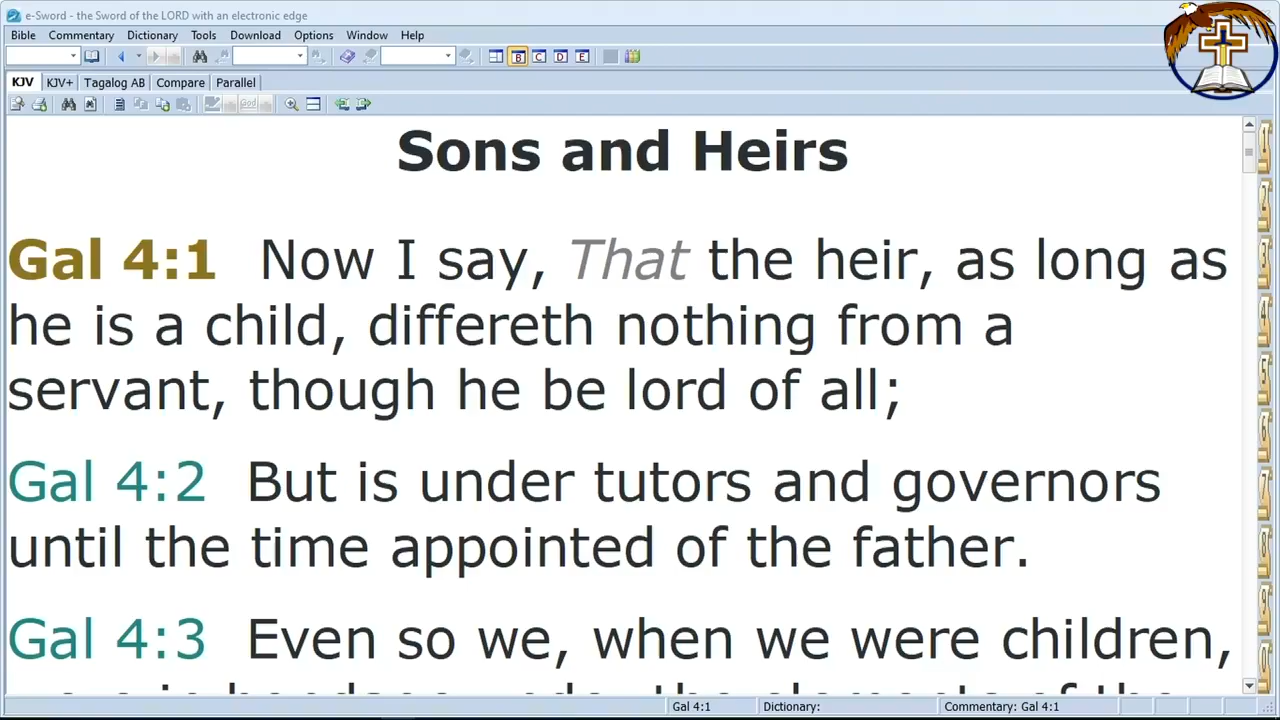 e-Sword - the Sword of the LORD with an electronic edge
Bible Commentary Dictionary Tools Download Options Window Help
B C D E
KJV KJV+ Tagalog AB Compare Parallel
God
Sons and Heirs
Gal 4:1 Now I say, That the heir, as long as
he is a child, differeth nothing from a
servant, though he be lord of all;
Gal 4:2 But is under tutors and governors
until the time appointed of the father.
Gal 4:3 Even so we, when we were children,
Gal 4:1 Dictionary: Commentary: Gal 4:1